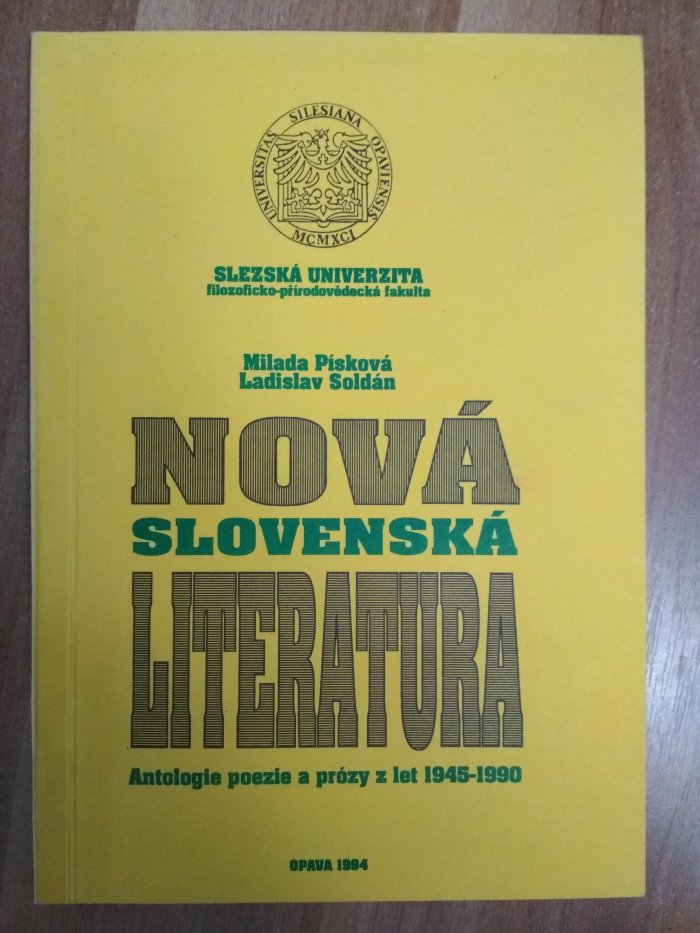 UNIVERSITAS SILESIANA OPAVIENSIS
MCMXCI
SLEZSKÁ UNIVERZITA
filozoficko-přírodovědecká fakulta
Milada Písková
Ladislav Soldán
NOVÁ
SLOVENSKÁ
LITERATURA
Antologie poezie a prózy z let 1945-1990
OPAVA 1994